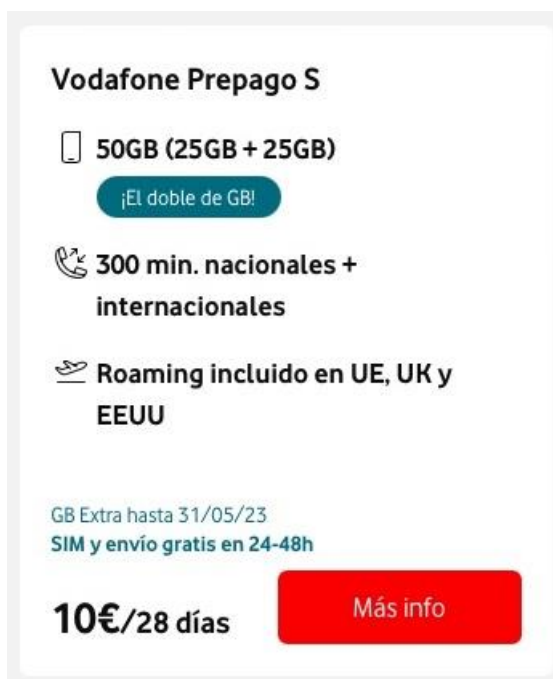 Vodafone Prepago S
50GB (25GB + 25GB)
¡El doble de GB!
300 min. nacionales +
internacionales
Roaming incluido en UE, UK y
EEUU
GB Extra hasta 31/05/23
SIM y envío gratis en 24-48h
10€/28 días
Más info